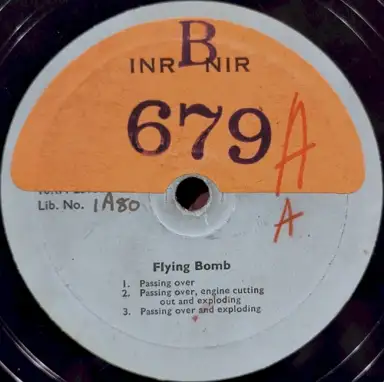 B
INR NIR
679 A
Lib. No. 1A80
A
Flying Bomb
1. Passing over
2. Passing over, engine cutting
out and exploding
3. Passing over and exploding